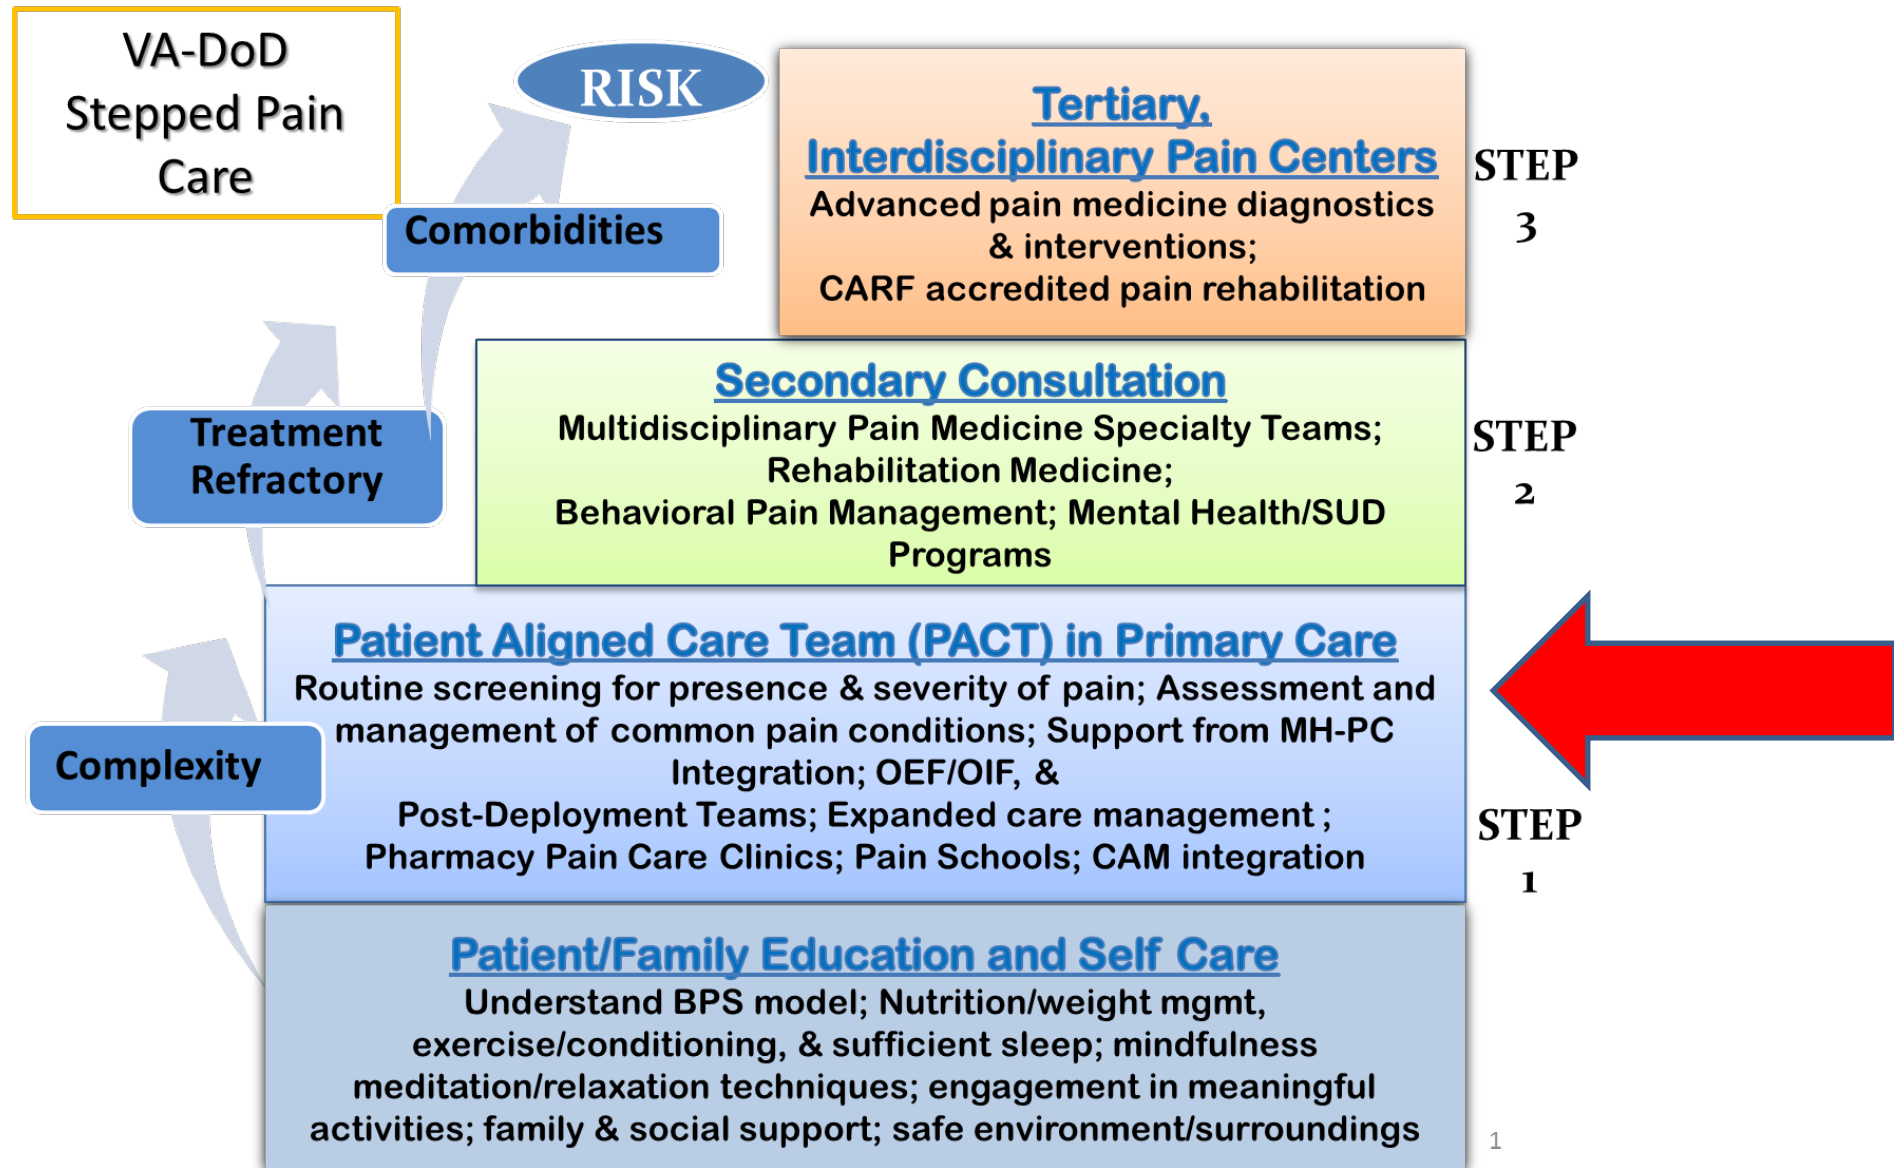 VA-DoD
Stepped Pain
Care
RISK
Comorbidities
Treatment
Refractory
Complexity
Tertiary,
Interdisciplinary Pain Centers
Advanced pain medicine diagnostics
& interventions;
CARF accredited pain rehabilitation
STEP
3
Secondary Consultation
Multidisciplinary Pain Medicine Specialty Teams;
Rehabilitation Medicine;
Behavioral Pain Management; Mental Health/SUD
Programs
STEP
2
Patient Aligned Care Team (PACT) in Primary Care
Routine screening for presence & severity of pain; Assessment and
management of common pain conditions; Support from MH-PC
Integration; OEF/OIF, &
Post-Deployment Teams; Expanded care management ;
Pharmacy Pain Care Clinics; Pain Schools; CAM integration
STEP
1
Patient/Family Education and Self Care
Understand BPS model; Nutrition/weight mgmt,
exercise/conditioning, & sufficient sleep; mindfulness
meditation/relaxation techniques; engagement in meaningful
activities; family & social support; safe environment/surroundings
1